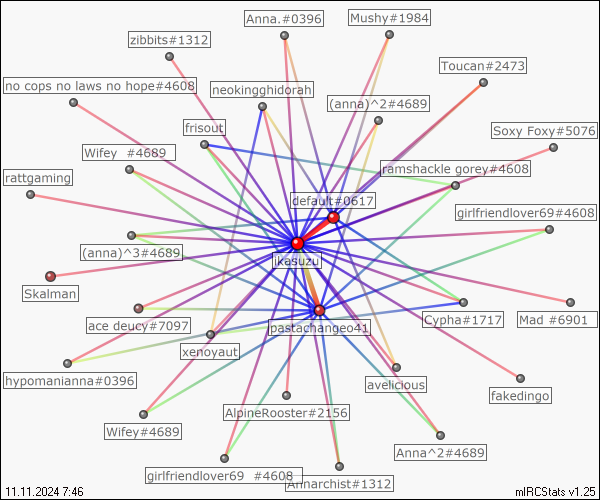 Anna.#0396
Mushy#1984
zibbits#1312
Toucan#2473
no cops no laws no hope#4608
neokingghidorah
(anna)^2#4689
frisout
Soxy Foxy#5076
Wifey #4689
ramshackle gorey#4608
rattgaming
default#0617
girlfriendlover69#4608
(anna)^3#4689
ikasuzu
Skalman
ace deucy#7097
pastachangeo41
Cypha#1717
Mad #6901
xenoyaut
hypomanianna#0396
avelicious
fakedingo
AlpineRooster#2156
Wifey#4689
Anna^2#4689
girlfriendlover69 #4608
Annarchist#1312
11.11.2024 7:46
mIRCStats v1.25